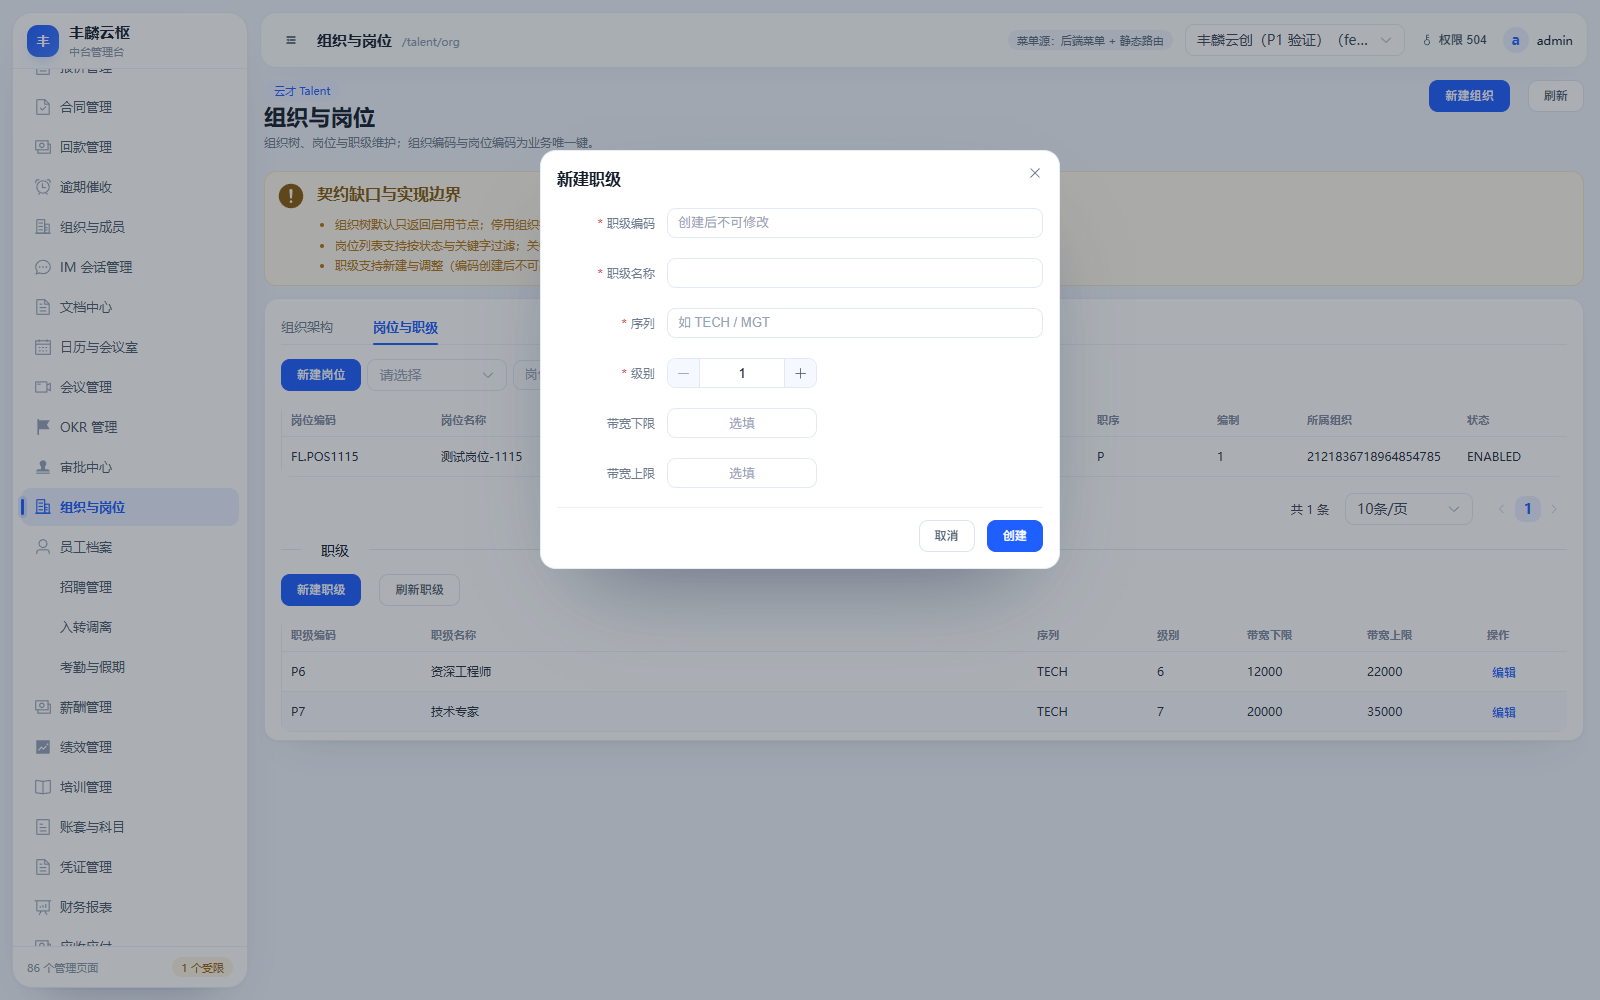 丰
丰麟云枢
中台管理台
合同管理
回款管理
逾期催收
组织与成员
IM 会话管理
文档中心
日历与会议室
会议管理
OKR 管理
审批中心
组织与岗位
员工档案
招聘管理
入转调离
考勤与假期
薪酬管理
绩效管理
培训管理
账套与科目
凭证管理
财务报表
86 个管理页面
1 个受限
组织与岗位 /talent/org
菜单源：后端菜单 + 静态路由
丰麟云创（P1 验证）（fe...
权限 504
a
admin
云才 Talent
组织与岗位
组织树、岗位与职级维护；组织编码与岗位编码为业务唯一键。
新建组织
刷新
契约缺口与实现边界
组织树默认只返回启用节点；停用组织
岗位列表支持按状态与关键字过滤；关
职级支持新建与调整（编码创建后不可
组织架构
岗位与职级
新建岗位
请选择
岗位编码 岗位名称 职序 编制 所属组织 状态
FL.POS1115 测试岗位-1115 P 1 2121836718964854785 ENABLED
共 1 条
10条/页
1
职级
新建职级
刷新职级
职级编码 职级名称 序列 级别 带宽下限 带宽上限 操作
P6 资深工程师 TECH 6 12000 22000 编辑
P7 技术专家 TECH 7 20000 35000 编辑
新建职级
* 职级编码 创建后不可修改
* 职级名称
* 序列 如 TECH / MGT
* 级别 1
带宽下限 选填
带宽上限 选填
取消
创建